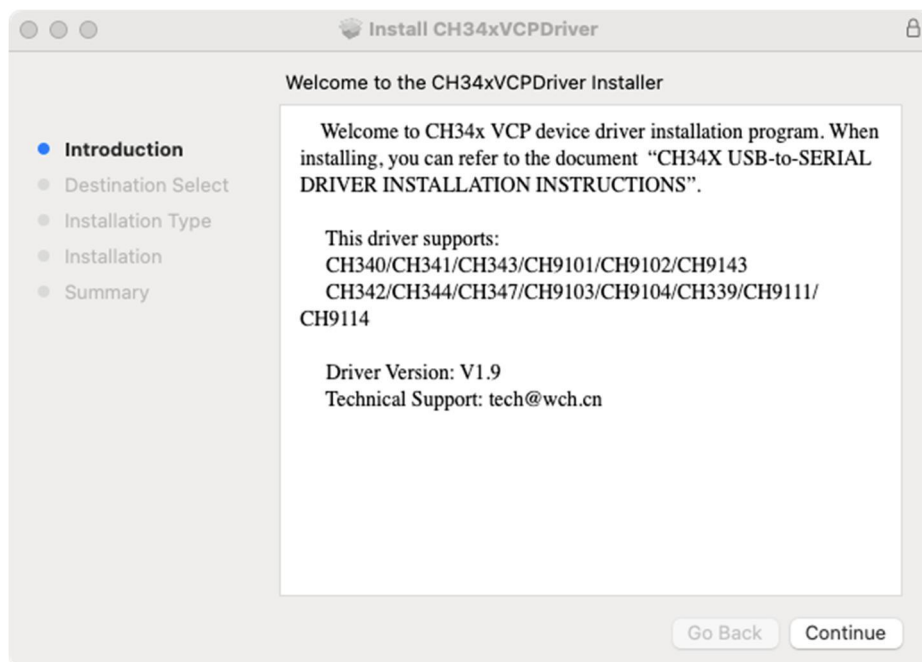 Install CH34xVCPDriver
Welcome to the CH34xVCPDriver Installer
Introduction
Destination Select
Installation Type
Installation
Summary
Welcome to CH34x VCP device driver installation program. When
installing, you can refer to the document “CH34X USB-to-SERIAL
DRIVER INSTALLATION INSTRUCTIONS”.
This driver supports:
CH340/CH341/CH343/CH9101/CH9102/CH9143
CH342/CH344/CH347/CH9103/CH9104/CH339/CH9111/
CH9114
Driver Version: V1.9
Technical Support: tech@wch.cn
Go Back
Continue